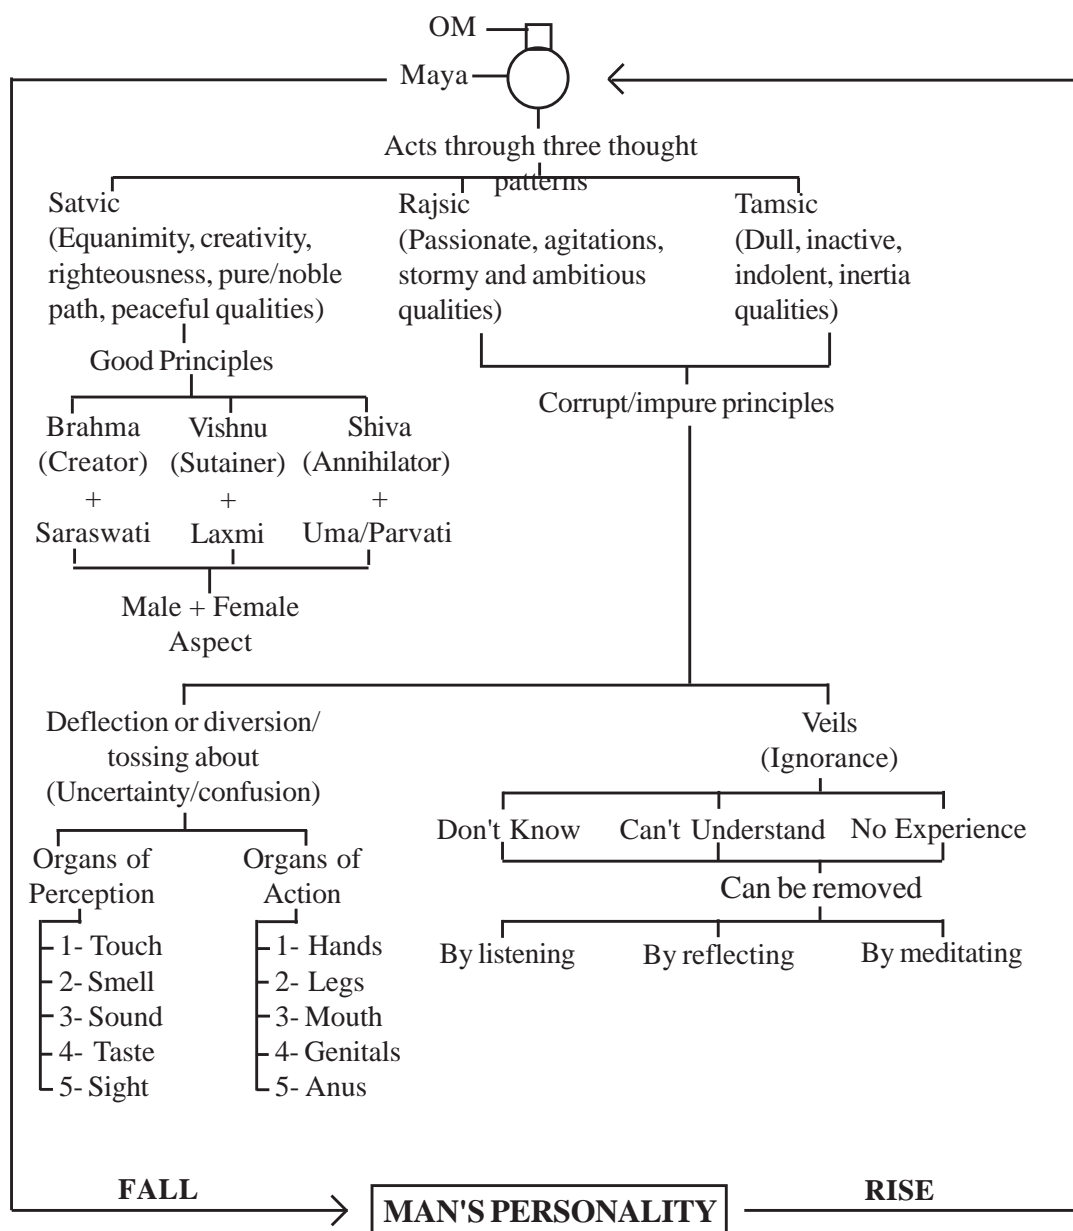 OM
Maya
Acts through three thought
patterns
Satvic
(Equanimity, creativity,
righteousness, pure/noble
path, peaceful qualities)
Rajsic
(Passionate, agitations,
stormy and ambitious
qualities)
Tamsic
(Dull, inactive,
indolent, inertia
qualities)
Good Principles
Corrupt/impure principles
Brahma
(Creator)
+
Saraswati
Vishnu
(Sutainer)
+
Laxmi
Shiva
(Annihilator)
+
Uma/Parvati
Male + Female
Aspect
Deflection or diversion/
tossing about
(Uncertainty/confusion)
Veils
(Ignorance)
Organs of
Perception
1- Touch
2- Smell
3- Sound
4- Taste
5- Sight
Organs of
Action
1- Hands
2- Legs
3- Mouth
4- Genitals
5- Anus
Don't Know
Can't Understand
No Experience
Can be removed
By listening
By reflecting
By meditating
FALL
MAN'S PERSONALITY
RISE